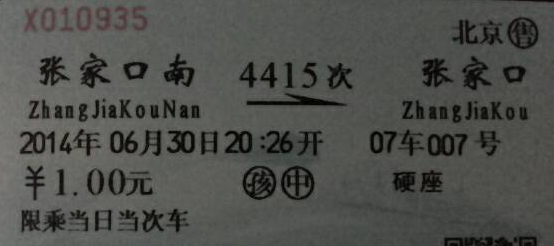 X010935
北京售
张家口南 4415次 张家口
ZhangJiaKouNan ZhangJiaKou
2014年06月30日20:26开 07车007号
¥1.00元 孩 中 硬座
限乘当日当次车